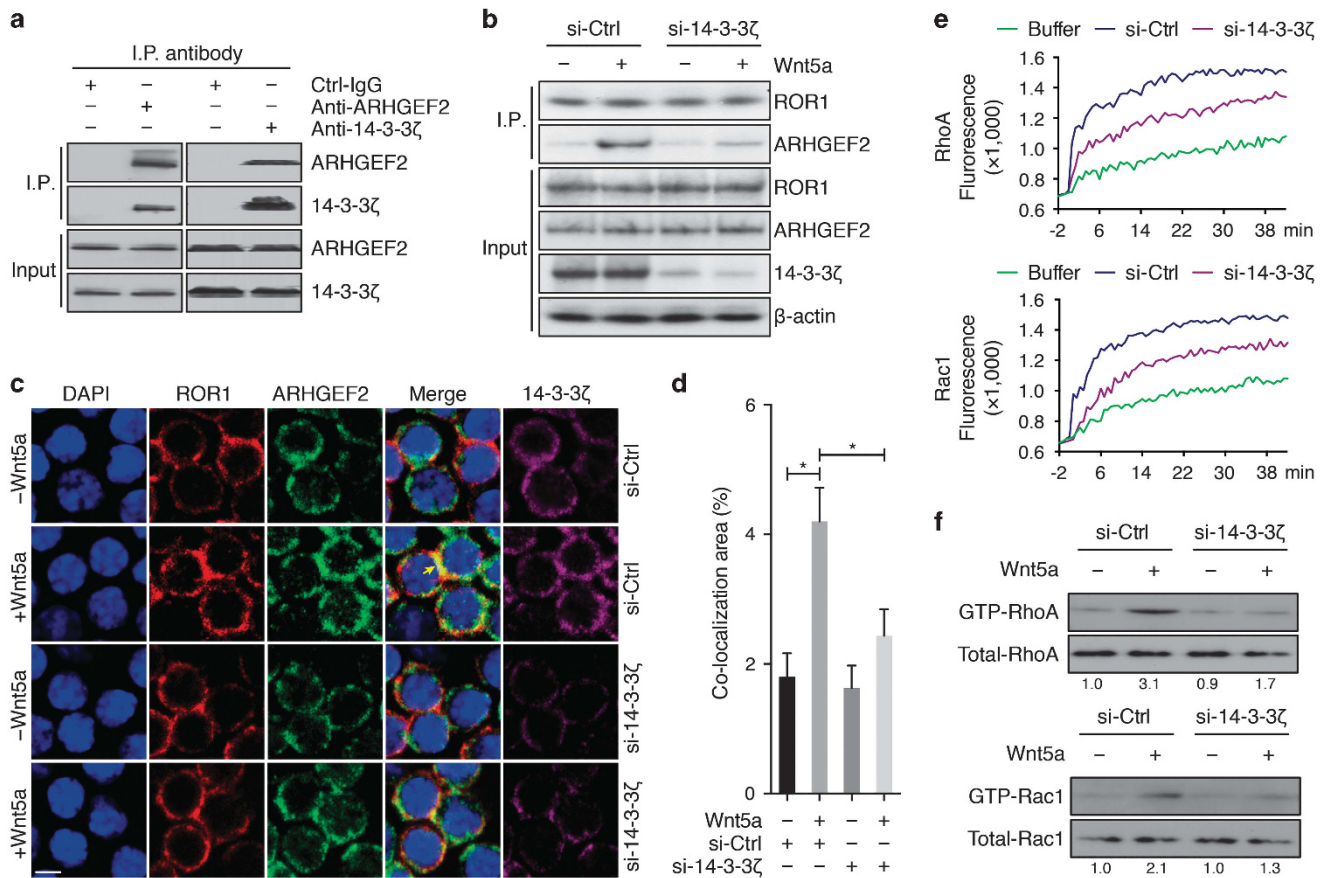 a
I.P. antibody
+ – + – Ctrl-IgG
– + – – Anti-ARHGEF2
– – – + Anti-14-3-3ζ
I.P.
ARHGEF2
14-3-3ζ
Input
ARHGEF2
14-3-3ζ
b
si-Ctrl si-14-3-3ζ
– + – + Wnt5a
I.P.
ROR1
ARHGEF2
Input
ROR1
ARHGEF2
14-3-3ζ
β-actin
c
DAPI ROR1 ARHGEF2 Merge 14-3-3ζ
–Wnt5a si-Ctrl
+Wnt5a si-Ctrl
–Wnt5a si-14-3-3ζ
+Wnt5a si-14-3-3ζ
d
Co-localization area (%)
6
4
2
0
* *
Wnt5a – + – +
si-Ctrl + + – –
si-14-3-3ζ – – + +
e
Buffer si-Ctrl si-14-3-3ζ
RhoA
Flurorescence
(×1,000)
1.6
1.4
1.2
1.0
0.8
0.6
-2 6 14 22 30 38 min
Buffer si-Ctrl si-14-3-3ζ
Rac1
Flurorescence
(×1,000)
1.6
1.4
1.2
1.0
0.8
0.6
-2 6 14 22 30 38 min
f
si-Ctrl si-14-3-3ζ
Wnt5a – + – +
GTP-RhoA
Total-RhoA
1.0 3.1 0.9 1.7
si-Ctrl si-14-3-3ζ
Wnt5a – + – +
GTP-Rac1
Total-Rac1
1.0 2.1 1.0 1.3